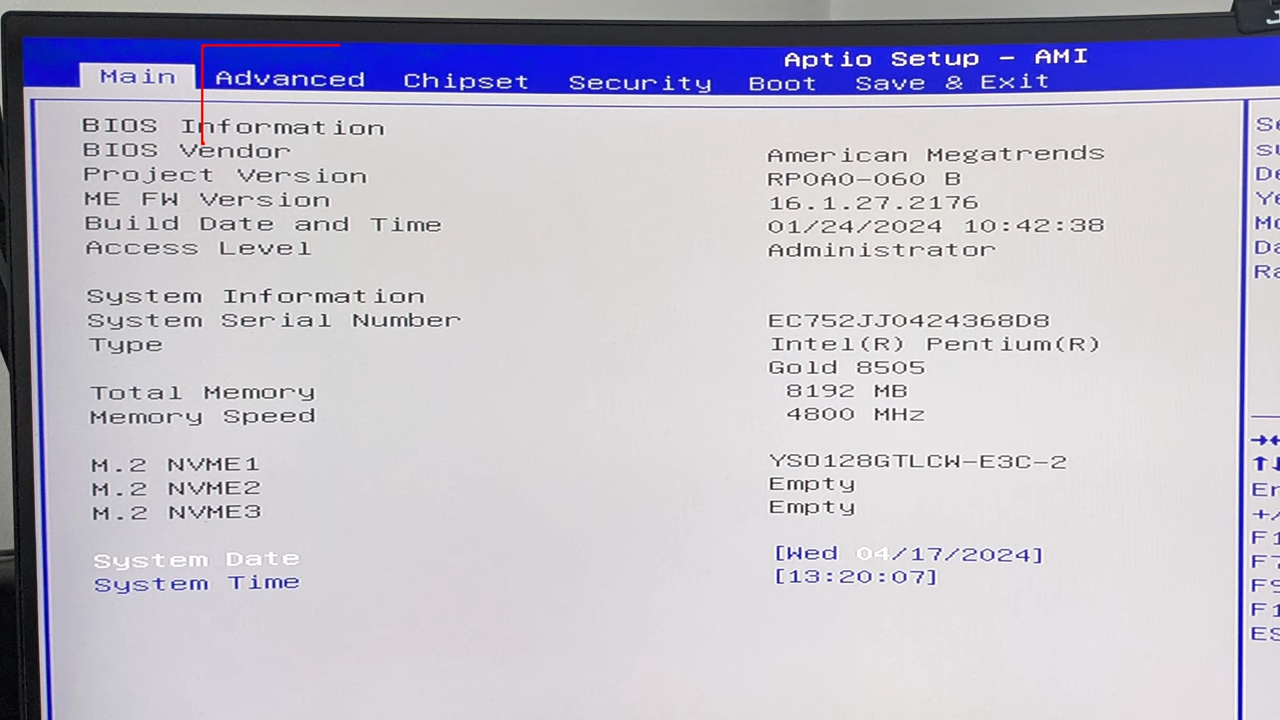 Aptio Setup - AMI
Main Advanced Chipset Security Boot Save & Exit
BIOS Information
BIOS Vendor American Megatrends
Project Version RPOAO-060 B
ME FW Version 16.1.27.2176
Build Date and Time 01/24/2024 10:42:38
Access Level Administrator
System Information
System Serial Number EC752JJ0424368D8
Type Intel(R) Pentium(R)
Gold 8505
Total Memory 8192 MB
Memory Speed 4800 MHz
M.2 NVME1 YSO128GTLCW-E3C-2
M.2 NVME2 Empty
M.2 NVME3 Empty
System Date [Wed 04/17/2024]
System Time [13:20:07]